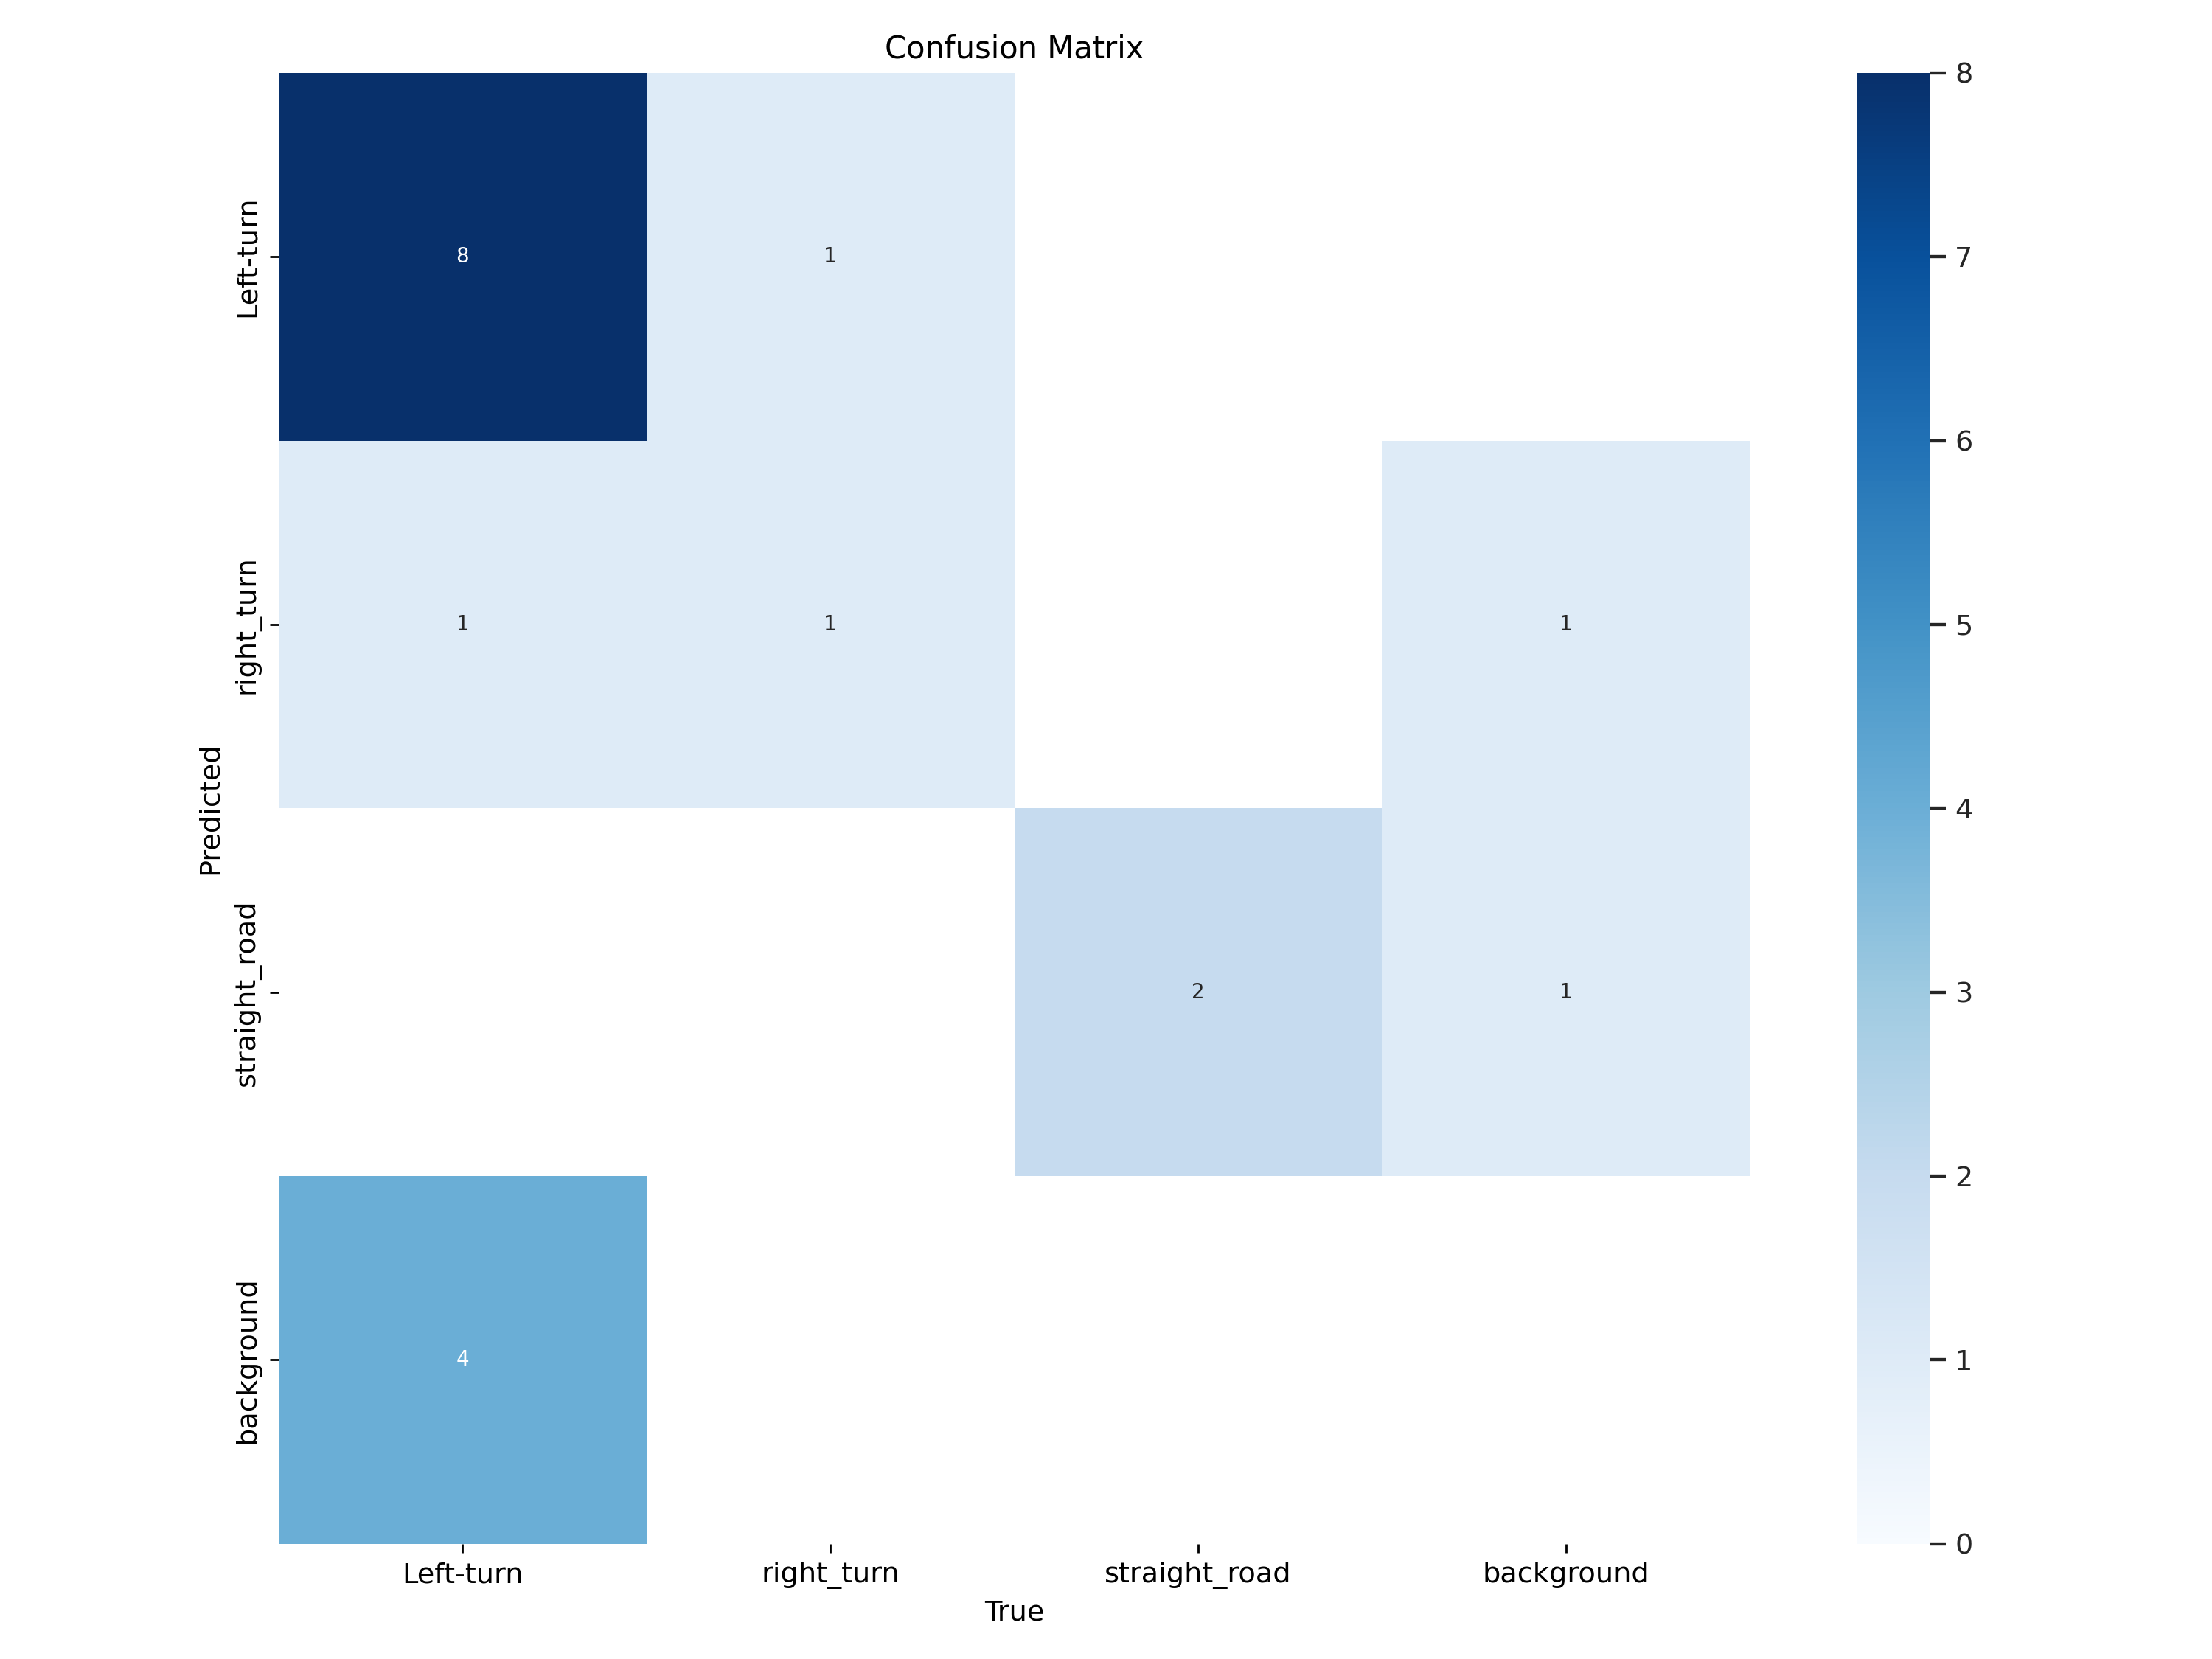 Confusion Matrix
Left-turn
8
1
right_turn
1
1
1
straight_road
2
1
background
4
Predicted
Left-turn
right_turn
straight_road
background
True
8
7
6
5
4
3
2
1
0